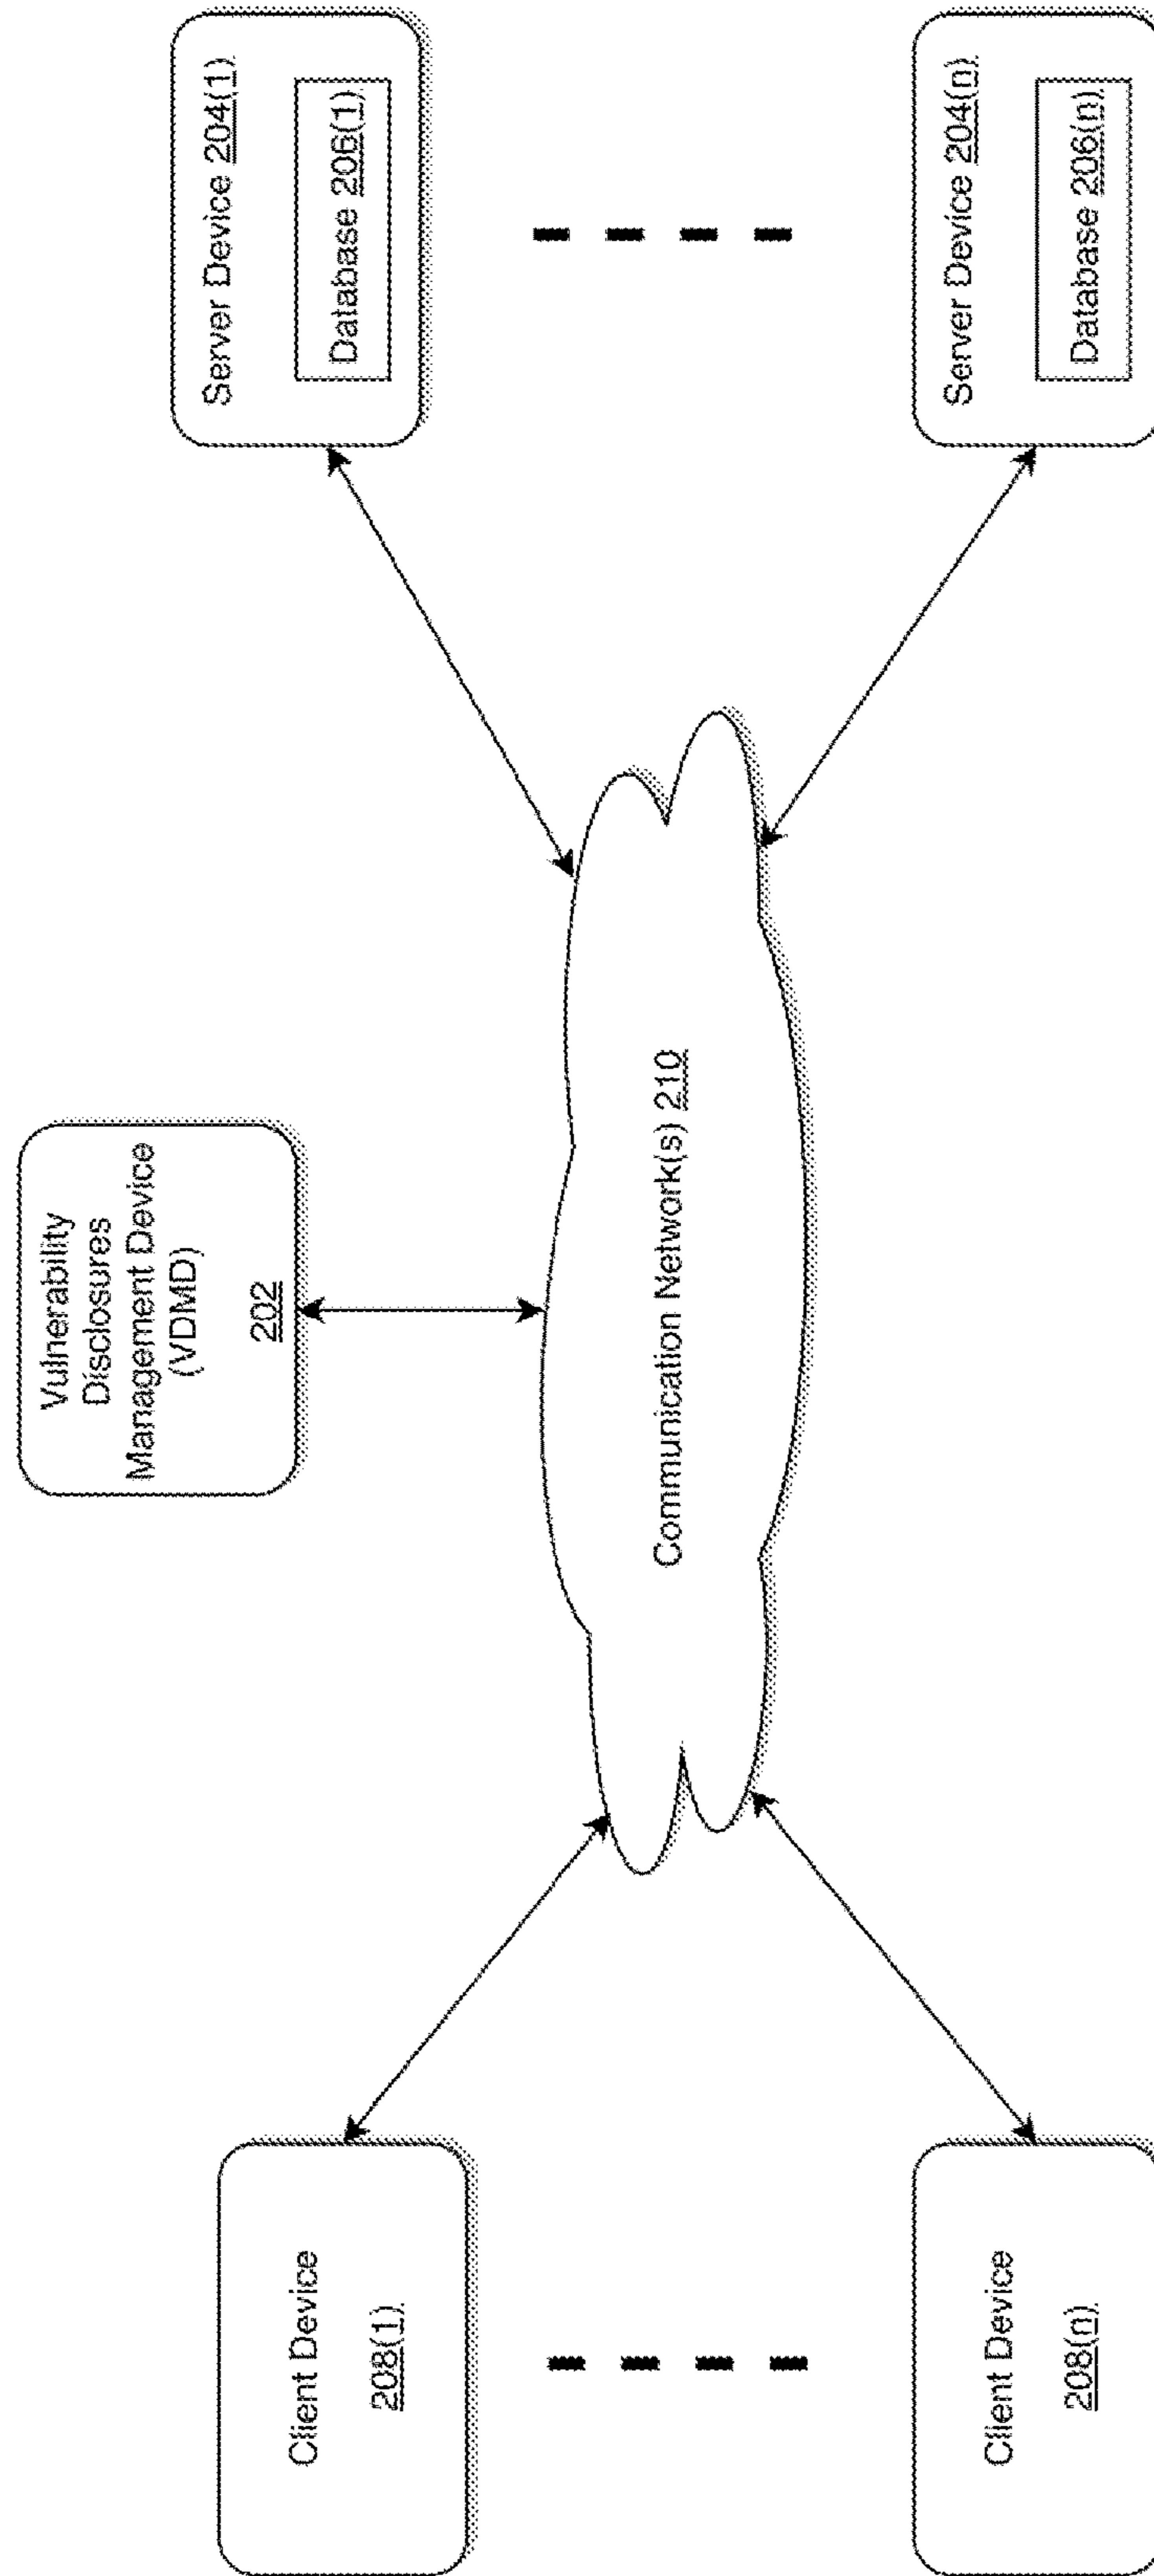 Vulnerability
Disclosures
Management Device
(VDMD)
202
Client Device
208(1)
Communication Network(s) 210
Server Device 204(1)
Database 206(1)
Client Device
208(n)
Server Device 204(n)
Database 206(n)